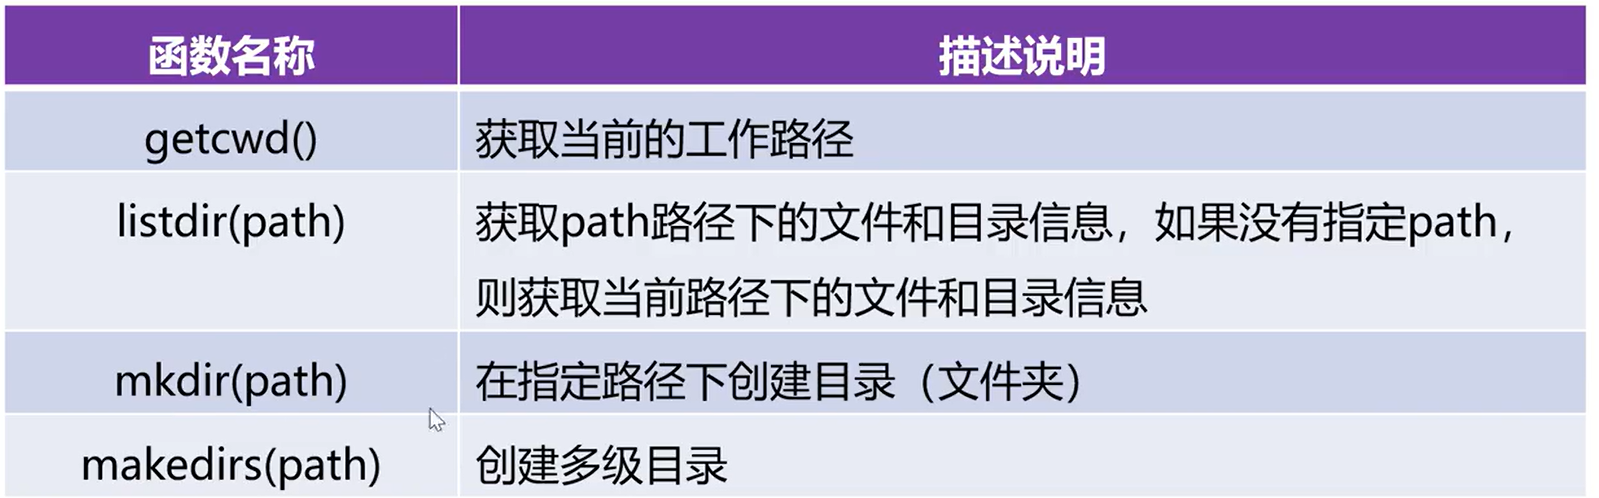 函数名称
描述说明
getcwd()
获取当前的工作路径
listdir(path)
获取path路径下的文件和目录信息，如果没有指定path，
则获取当前路径下的文件和目录信息
mkdir(path)
在指定路径下创建目录（文件夹）
makedirs(path)
创建多级目录